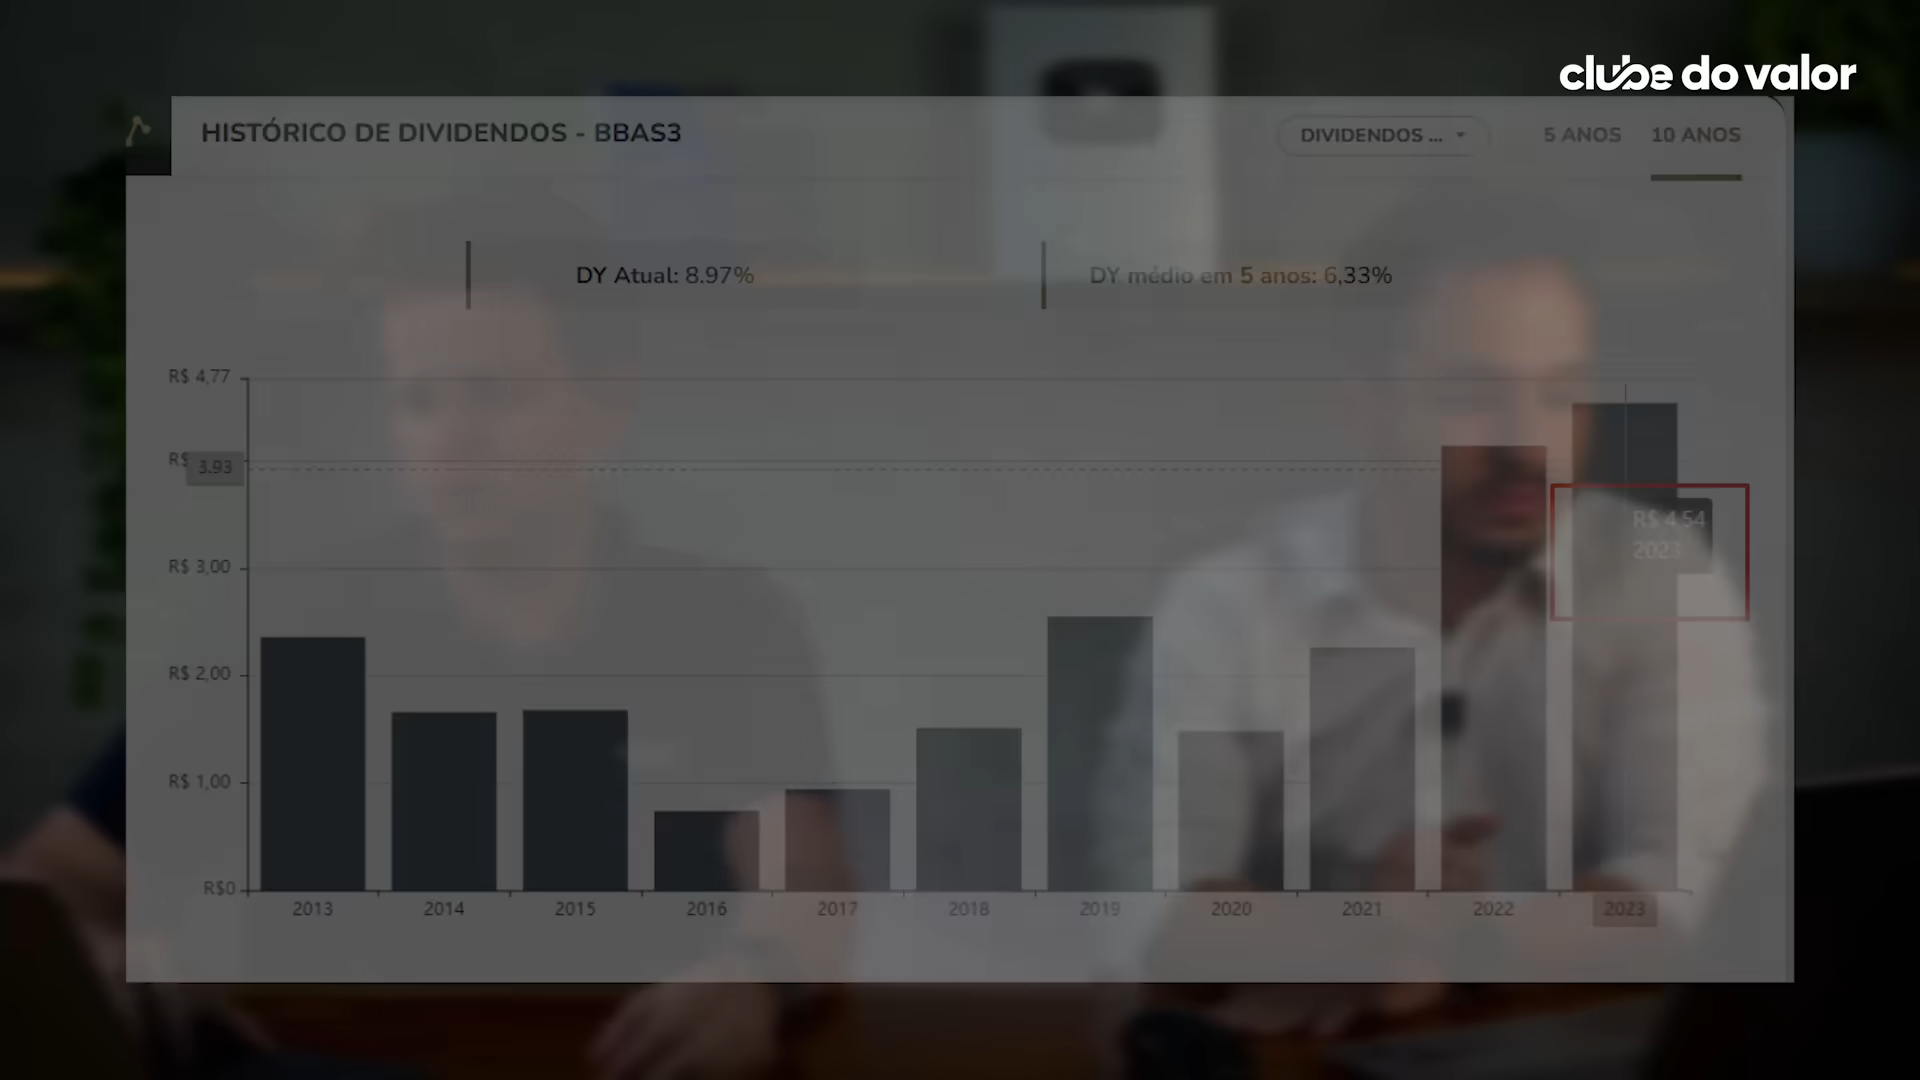 clube do valor
HISTÓRICO DE DIVIDENDOS - BBAS3
DIVIDENDOS ...
5 ANOS
10 ANOS
DY Atual: 8.97%
DY médio em 5 anos: 6,33%
R$ 4,77
R$
3.93
R$ 4.54
2023
R$ 3,00
R$ 2,00
R$ 1,00
R$0
2013
2014
2015
2016
2017
2018
2019
2020
2021
2022
2023